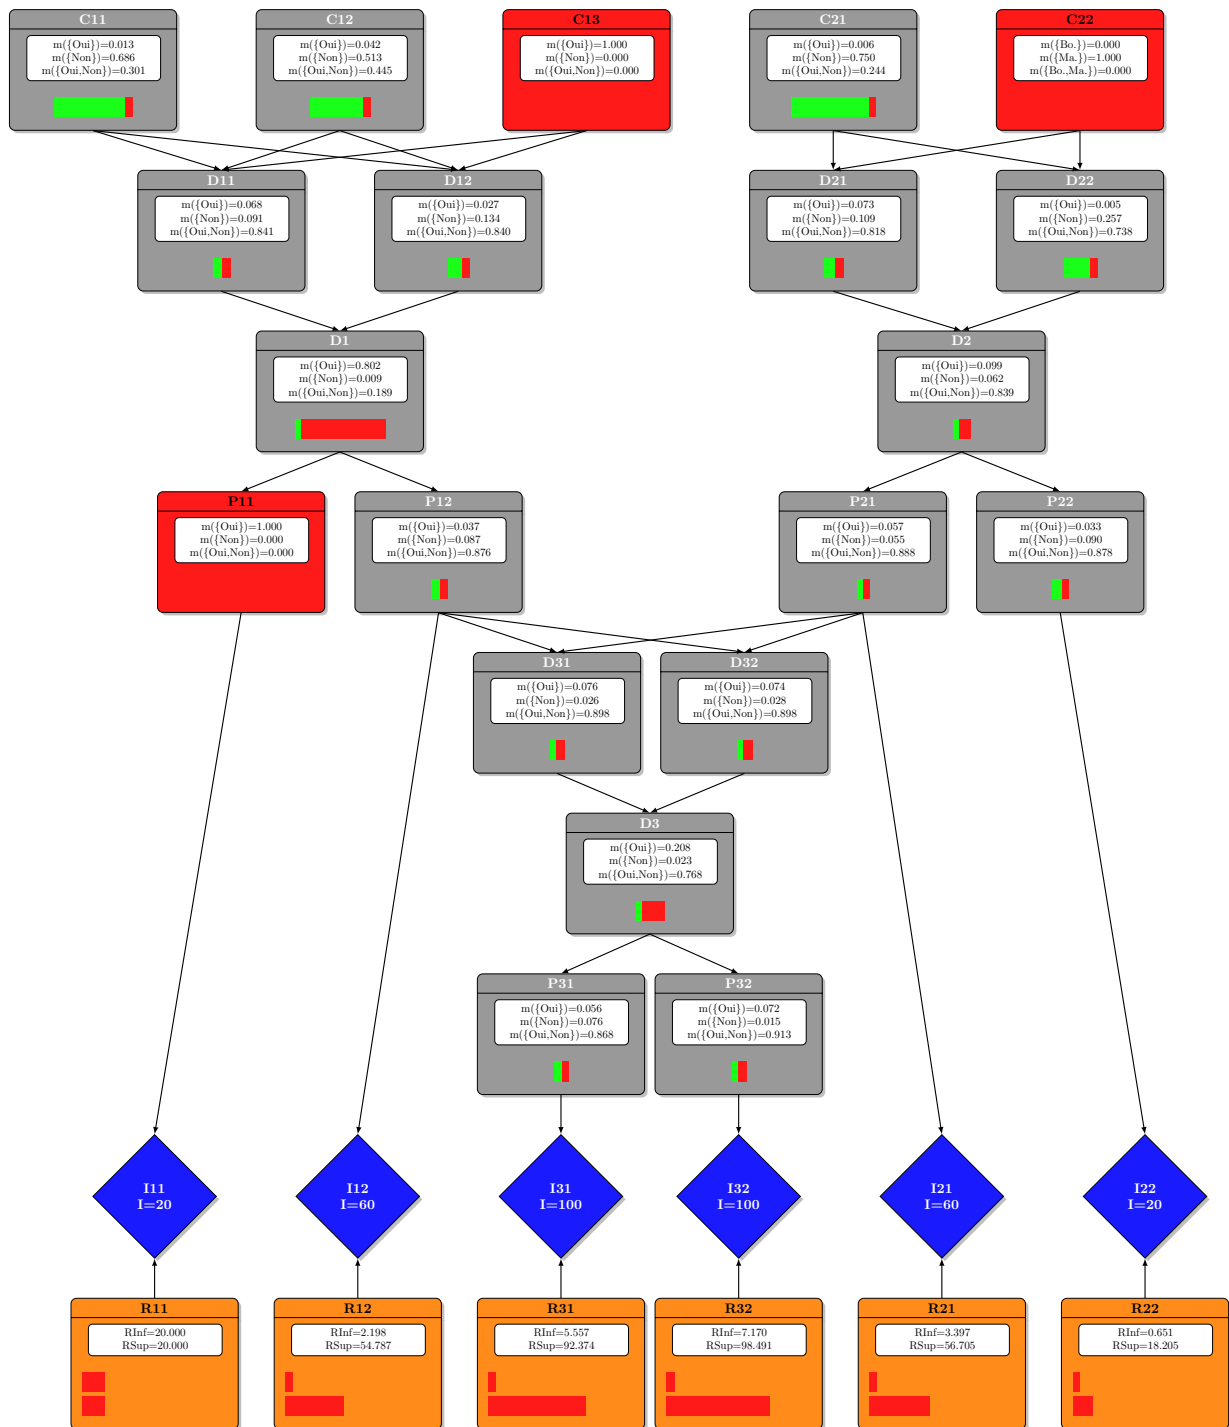 C11
m({Oui})=0.013
m({Non})=0.686
m({Oui,Non})=0.301
C12
m({Oui})=0.042
m({Non})=0.513
m({Oui,Non})=0.445
C13
m({Oui})=1.000
m({Non})=0.000
m({Oui,Non})=0.000
C21
m({Oui})=0.006
m({Non})=0.750
m({Oui,Non})=0.244
C22
m({Bo.})=0.000
m({Ma.})=1.000
m({Bo.,Ma.})=0.000
D11
m({Oui})=0.068
m({Non})=0.091
m({Oui,Non})=0.841
D12
m({Oui})=0.027
m({Non})=0.134
m({Oui,Non})=0.840
D21
m({Oui})=0.073
m({Non})=0.109
m({Oui,Non})=0.818
D22
m({Oui})=0.005
m({Non})=0.257
m({Oui,Non})=0.738
D1
m({Oui})=0.802
m({Non})=0.009
m({Oui,Non})=0.189
D2
m({Oui})=0.099
m({Non})=0.062
m({Oui,Non})=0.839
P11
m({Oui})=1.000
m({Non})=0.000
m({Oui,Non})=0.000
P12
m({Oui})=0.037
m({Non})=0.087
m({Oui,Non})=0.876
P21
m({Oui})=0.057
m({Non})=0.055
m({Oui,Non})=0.888
P22
m({Oui})=0.033
m({Non})=0.090
m({Oui,Non})=0.878
D31
m({Oui})=0.076
m({Non})=0.026
m({Oui,Non})=0.898
D32
m({Oui})=0.074
m({Non})=0.028
m({Oui,Non})=0.898
D3
m({Oui})=0.208
m({Non})=0.023
m({Oui,Non})=0.768
P31
m({Oui})=0.056
m({Non})=0.076
m({Oui,Non})=0.868
P32
m({Oui})=0.072
m({Non})=0.015
m({Oui,Non})=0.913
I11
I=20
I12
I=60
I31
I=100
I32
I=100
I21
I=60
I22
I=20
R11
RInf=20.000
RSup=20.000
R12
RInf=2.198
RSup=54.787
R31
RInf=5.557
RSup=92.374
R32
RInf=7.170
RSup=98.491
R21
RInf=3.397
RSup=56.705
R22
RInf=0.651
RSup=18.205